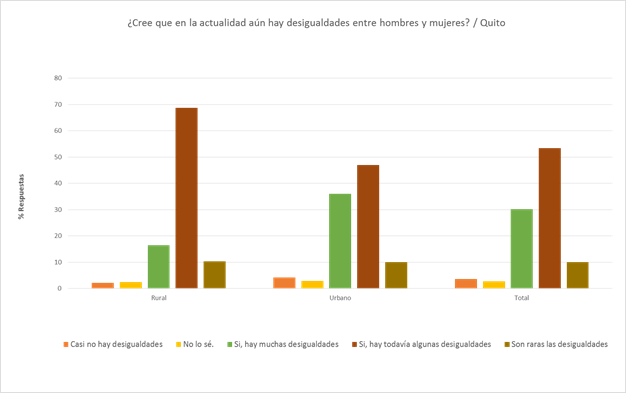 ¿Cree que en la actualidad aún hay desigualdades entre hombres y mujeres? / Quito
% Respuestas
80
70
60
50
40
30
20
10
0
Rural Urbano Total
Casi no hay desigualdades No lo sé. Si, hay muchas desigualdades Si, hay todavía algunas desigualdades Son raras las desigualdades